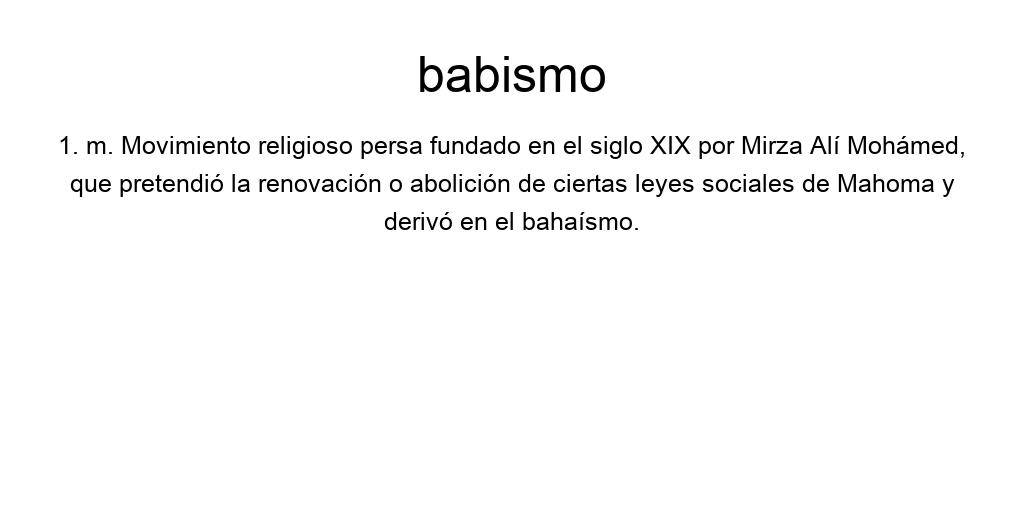 babismo
1. m. Movimiento religioso persa fundado en el siglo XIX por Mirza Alí Mohámed,
que pretendió la renovación o abolición de ciertas leyes sociales de Mahoma y
derivó en el bahaísmo.